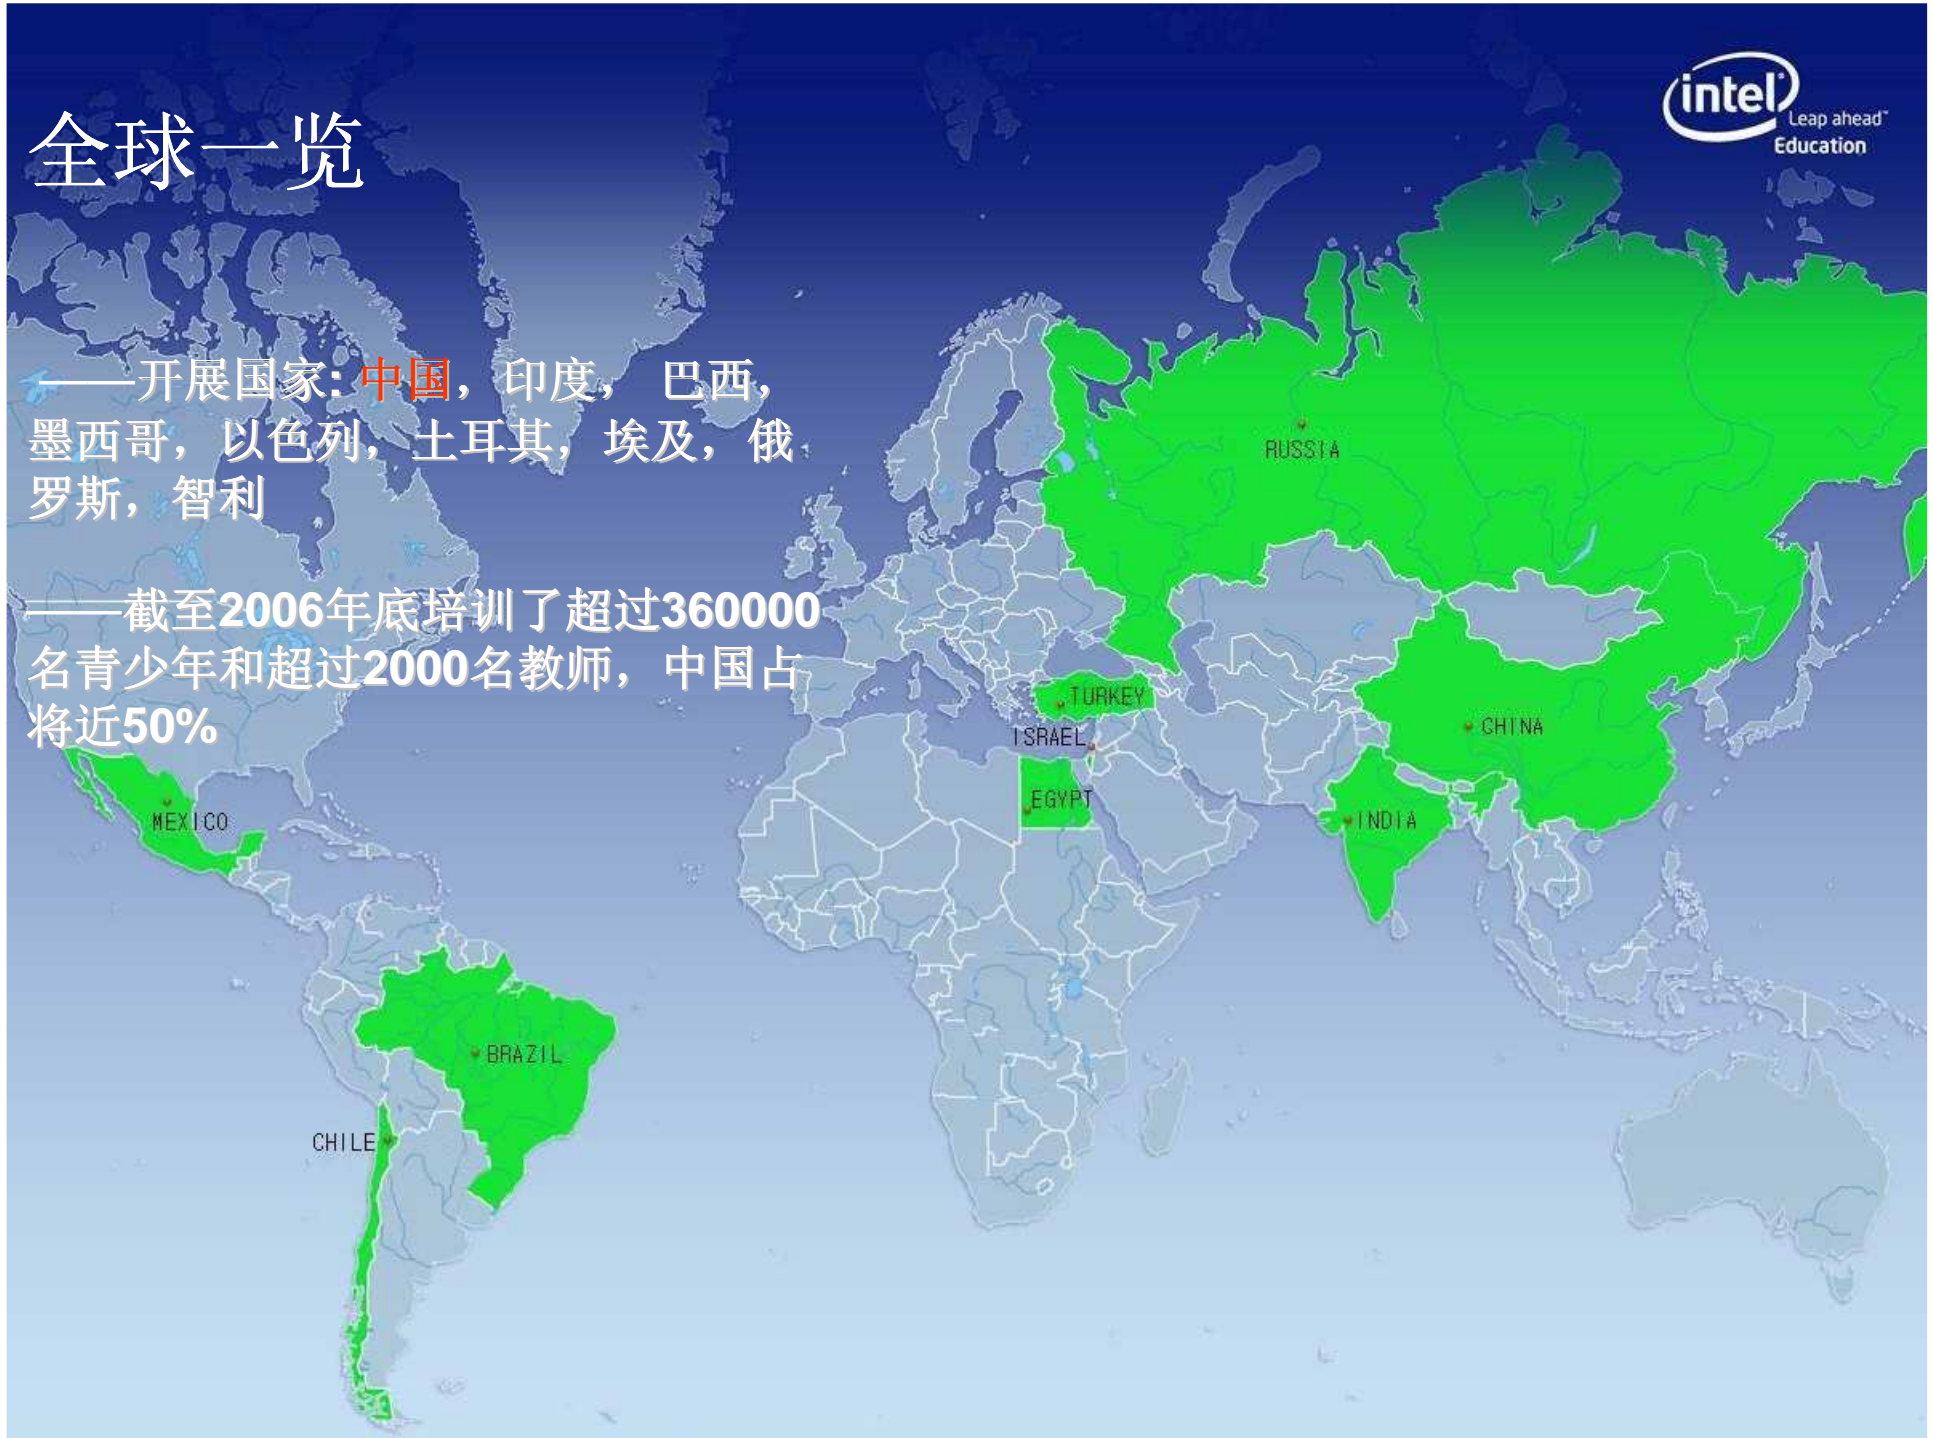 intel
Leap ahead™
Education
全球一览
——开展国家: 中国，印度， 巴西，
墨西哥，以色列，土耳其，埃及，俄
罗斯，智利
——截至2006年底培训了超过360000
名青少年和超过2000名教师，中国占
将近50%
RUSSIA
TURKEY
ISRAEL
CHINA
EGYPT
MEXICO
INDIA
BRAZIL
CHILE